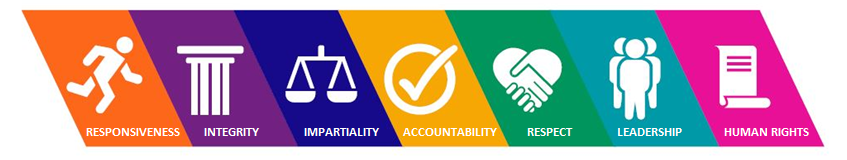 RESPONSIVENESS INTEGRITY IMPARTIALITY ACCOUNTABILITY RESPECT LEADERSHIP HUMAN RIGHTS